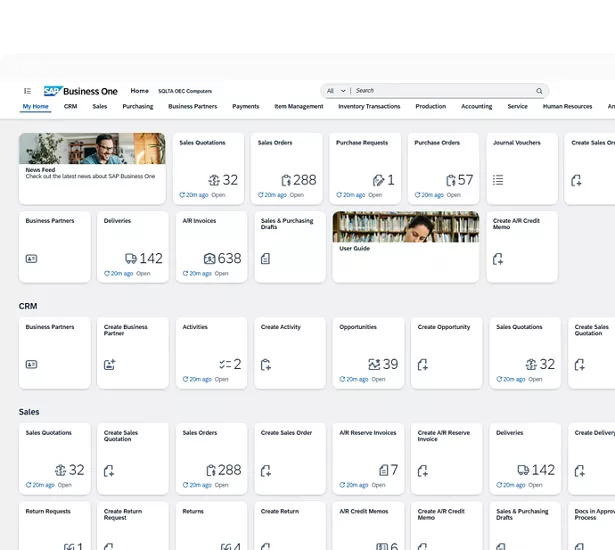 SAP Business One
Home
SQLTA OEC Computers
All
Search
My Home
CRM
Sales
Purchasing
Business Partners
Payments
Item Management
Inventory Transactions
Production
Accounting
Service
Human Resources
News Feed
Check out the latest news about SAP Business One
Sales Quotations
32
20m ago Open
Sales Orders
288
20m ago Open
Purchase Requests
1
20m ago Open
Purchase Orders
57
20m ago Open
Journal Vouchers
Create Sales Or
Business Partners
Deliveries
142
20m ago Open
A/R Invoices
638
20m ago Open
Sales & Purchasing
Drafts
User Guide
Create A/R Credit
Memo
CRM
Business Partners
Create Business
Partner
Activities
2
20m ago Open
Create Activity
Opportunities
39
20m ago Open
Create Opportunity
Sales Quotations
32
20m ago Open
Create Sales
Quotation
Sales
Sales Quotations
32
20m ago Open
Create Sales
Quotation
Sales Orders
288
20m ago Open
Create Sales Order
A/R Reserve Invoices
7
20m ago Open
Create A/R Reserve
Invoice
Deliveries
142
20m ago Open
Create Delivery
Return Requests
1
Create Return
Request
Returns
4
Create Return
A/R Credit Memos
6
Create A/R Credit
Memo
Sales & Purchasing
Drafts
Docs in Approv
Process